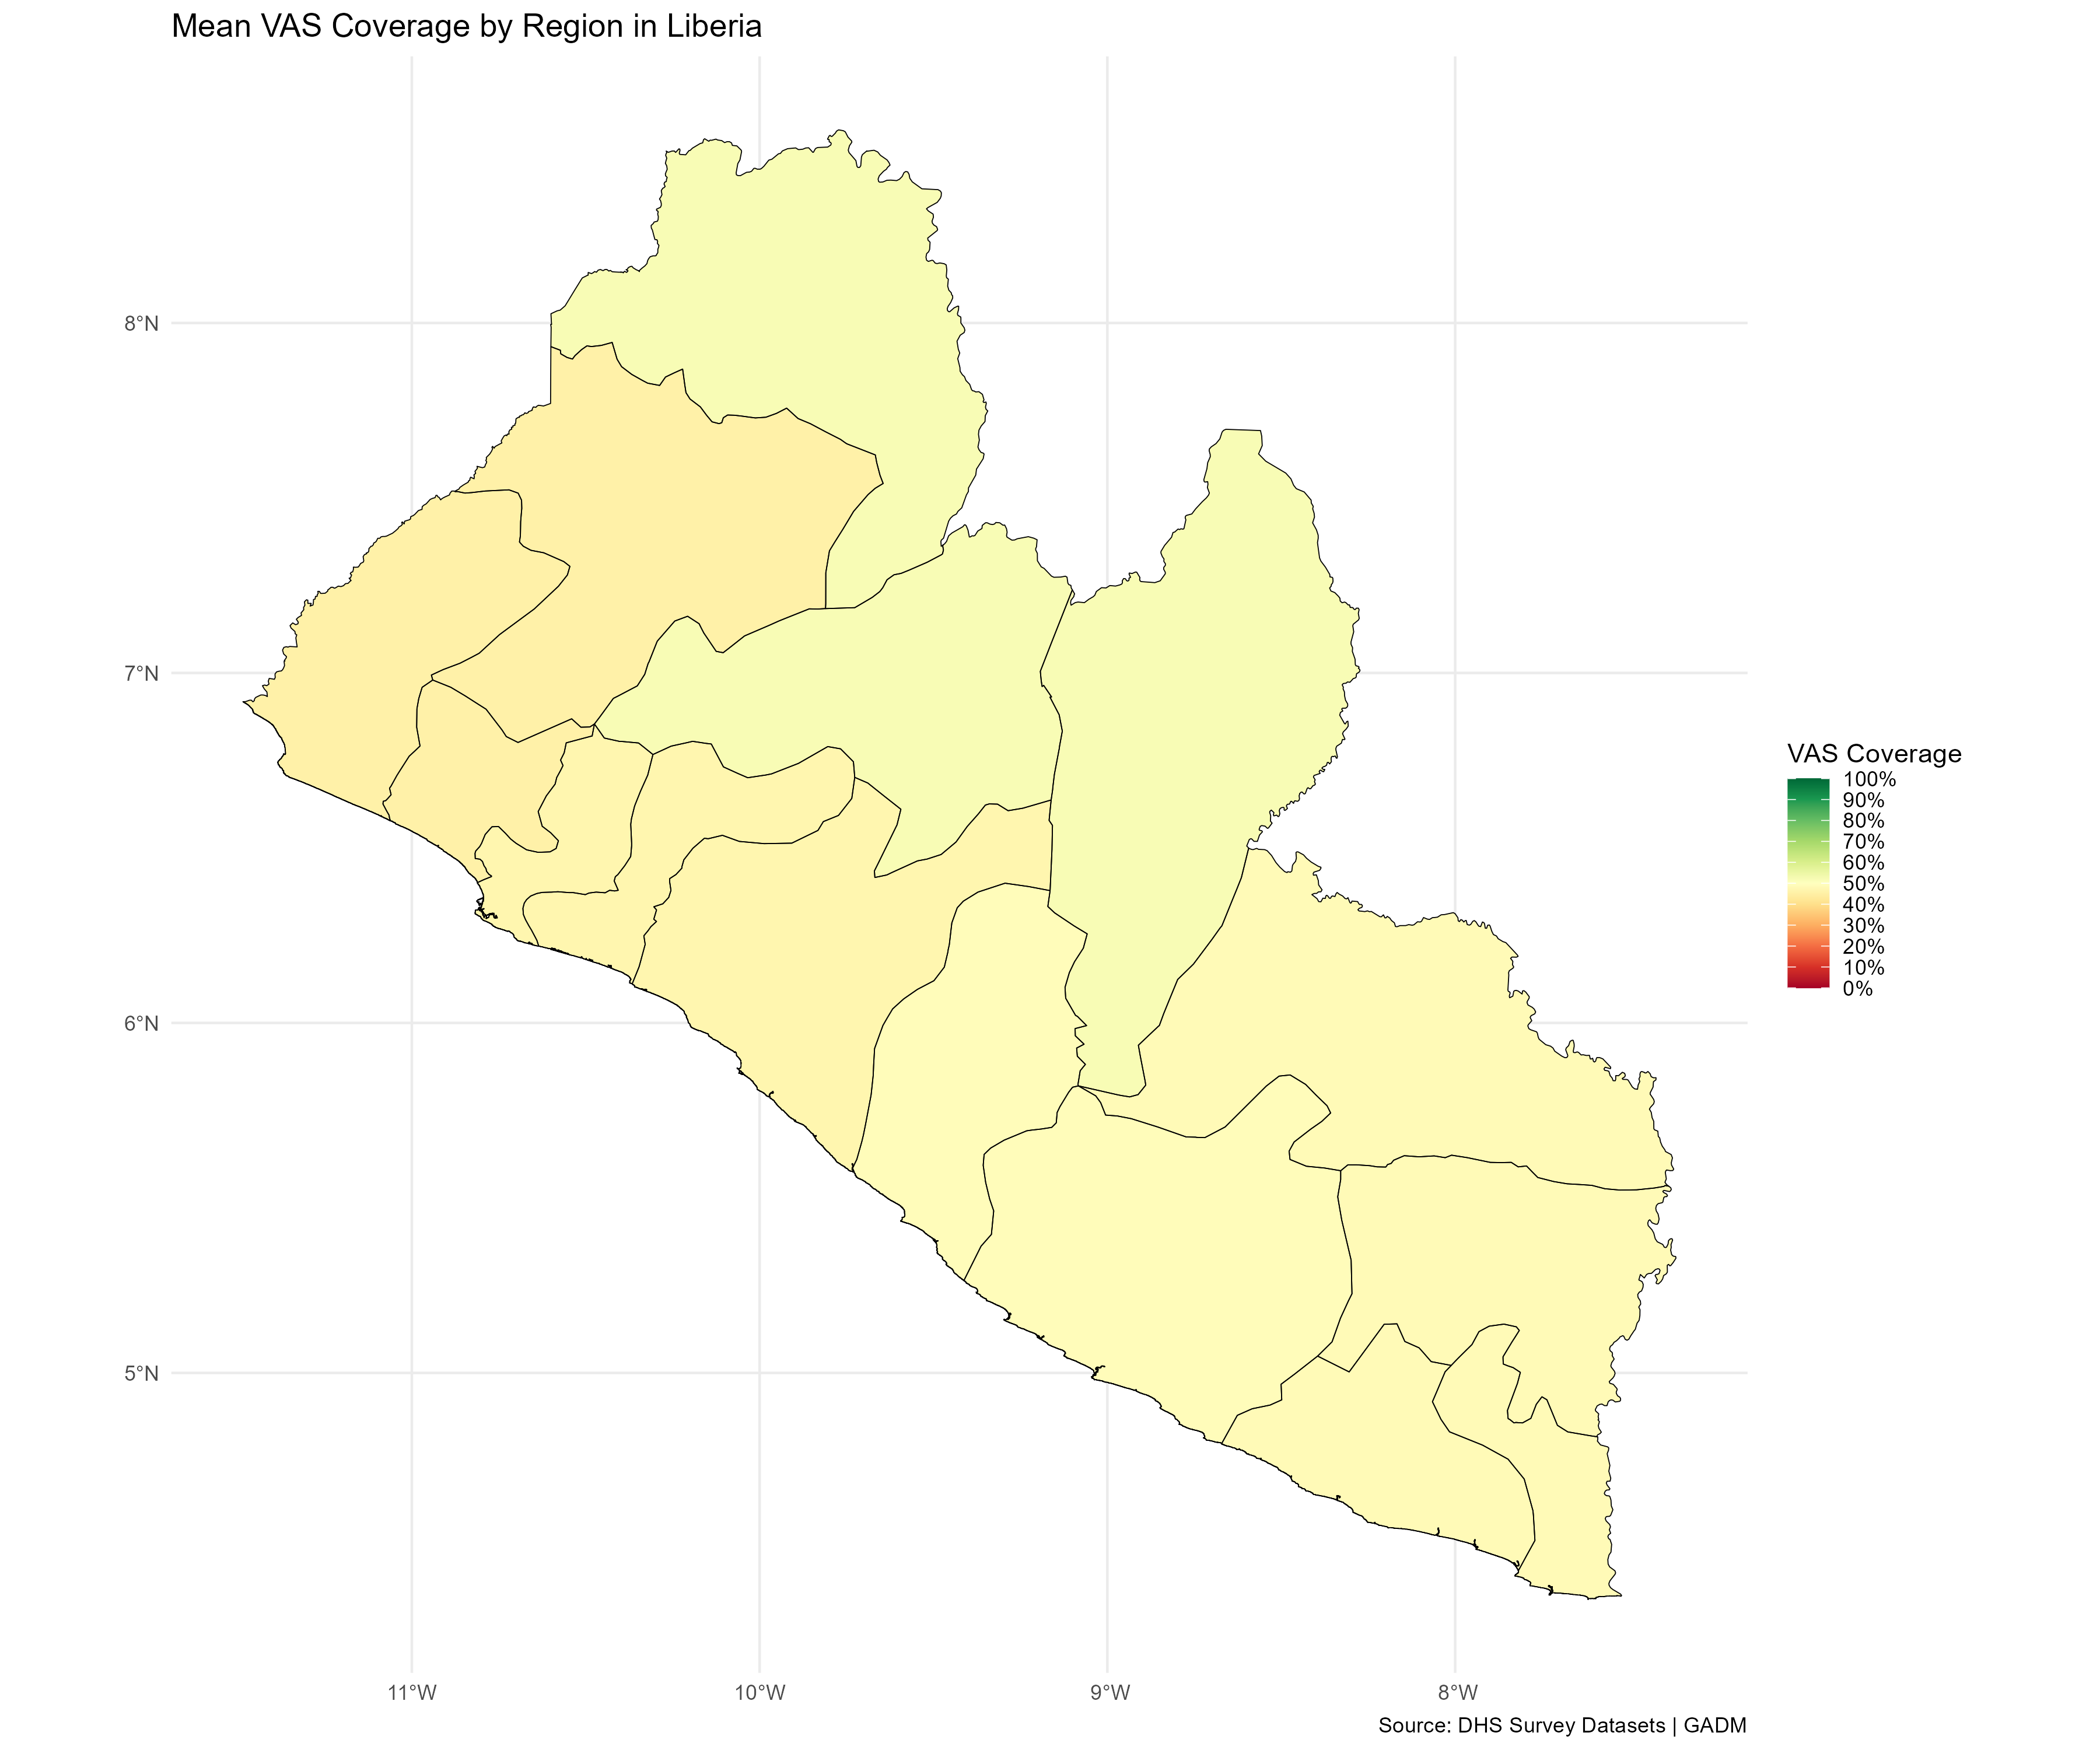 Mean VAS Coverage by Region in Liberia
8°N
7°N
6°N
5°N
11°W
10°W
9°W
8°W
VAS Coverage
100%
90%
80%
70%
60%
50%
40%
30%
20%
10%
0%
Source: DHS Survey Datasets | GADM